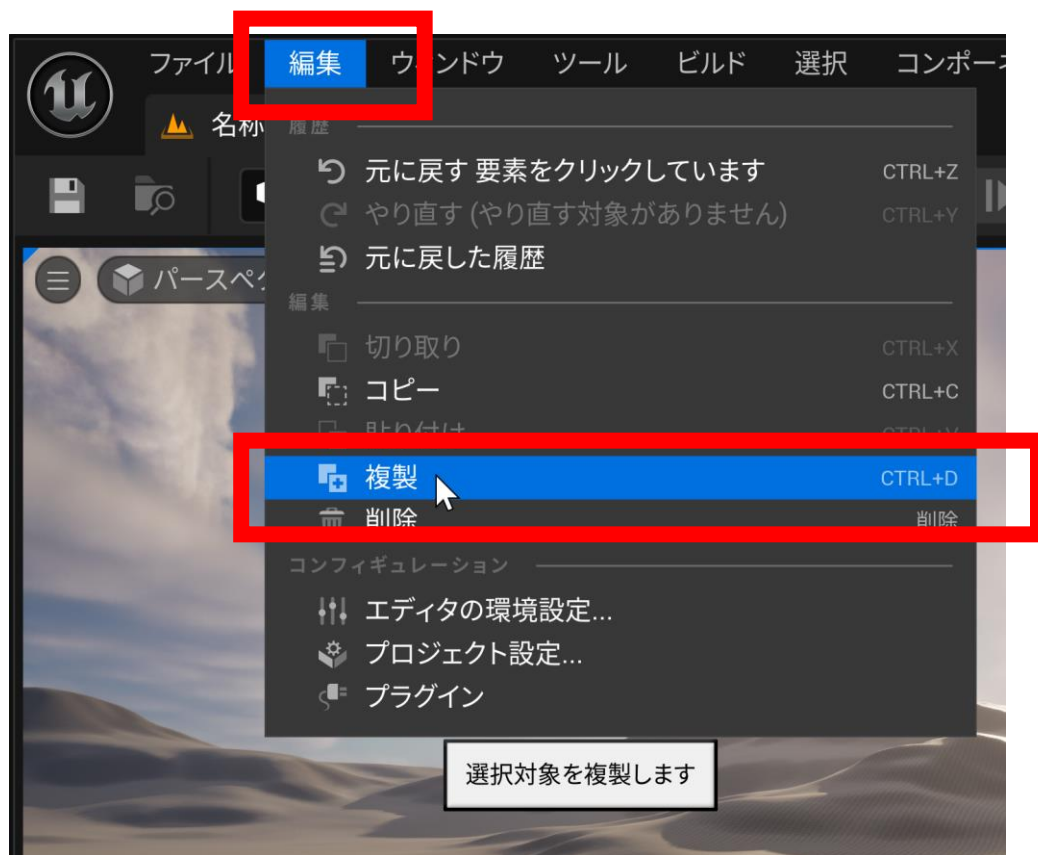 ファイル 編集 ウィンドウ ツール ビルド 選択 コンポーネ
名称
履歴
元に戻す 要素をクリックしています CTRL+Z
やり直す (やり直す対象がありません) CTRL+Y
元に戻した履歴
パースペク
編集
切り取り CTRL+X
コピー CTRL+C
貼り付け CTRL+V
複製 CTRL+D
削除 削除
コンフィギュレーション
エディタの環境設定...
プロジェクト設定...
プラグイン
選択対象を複製します